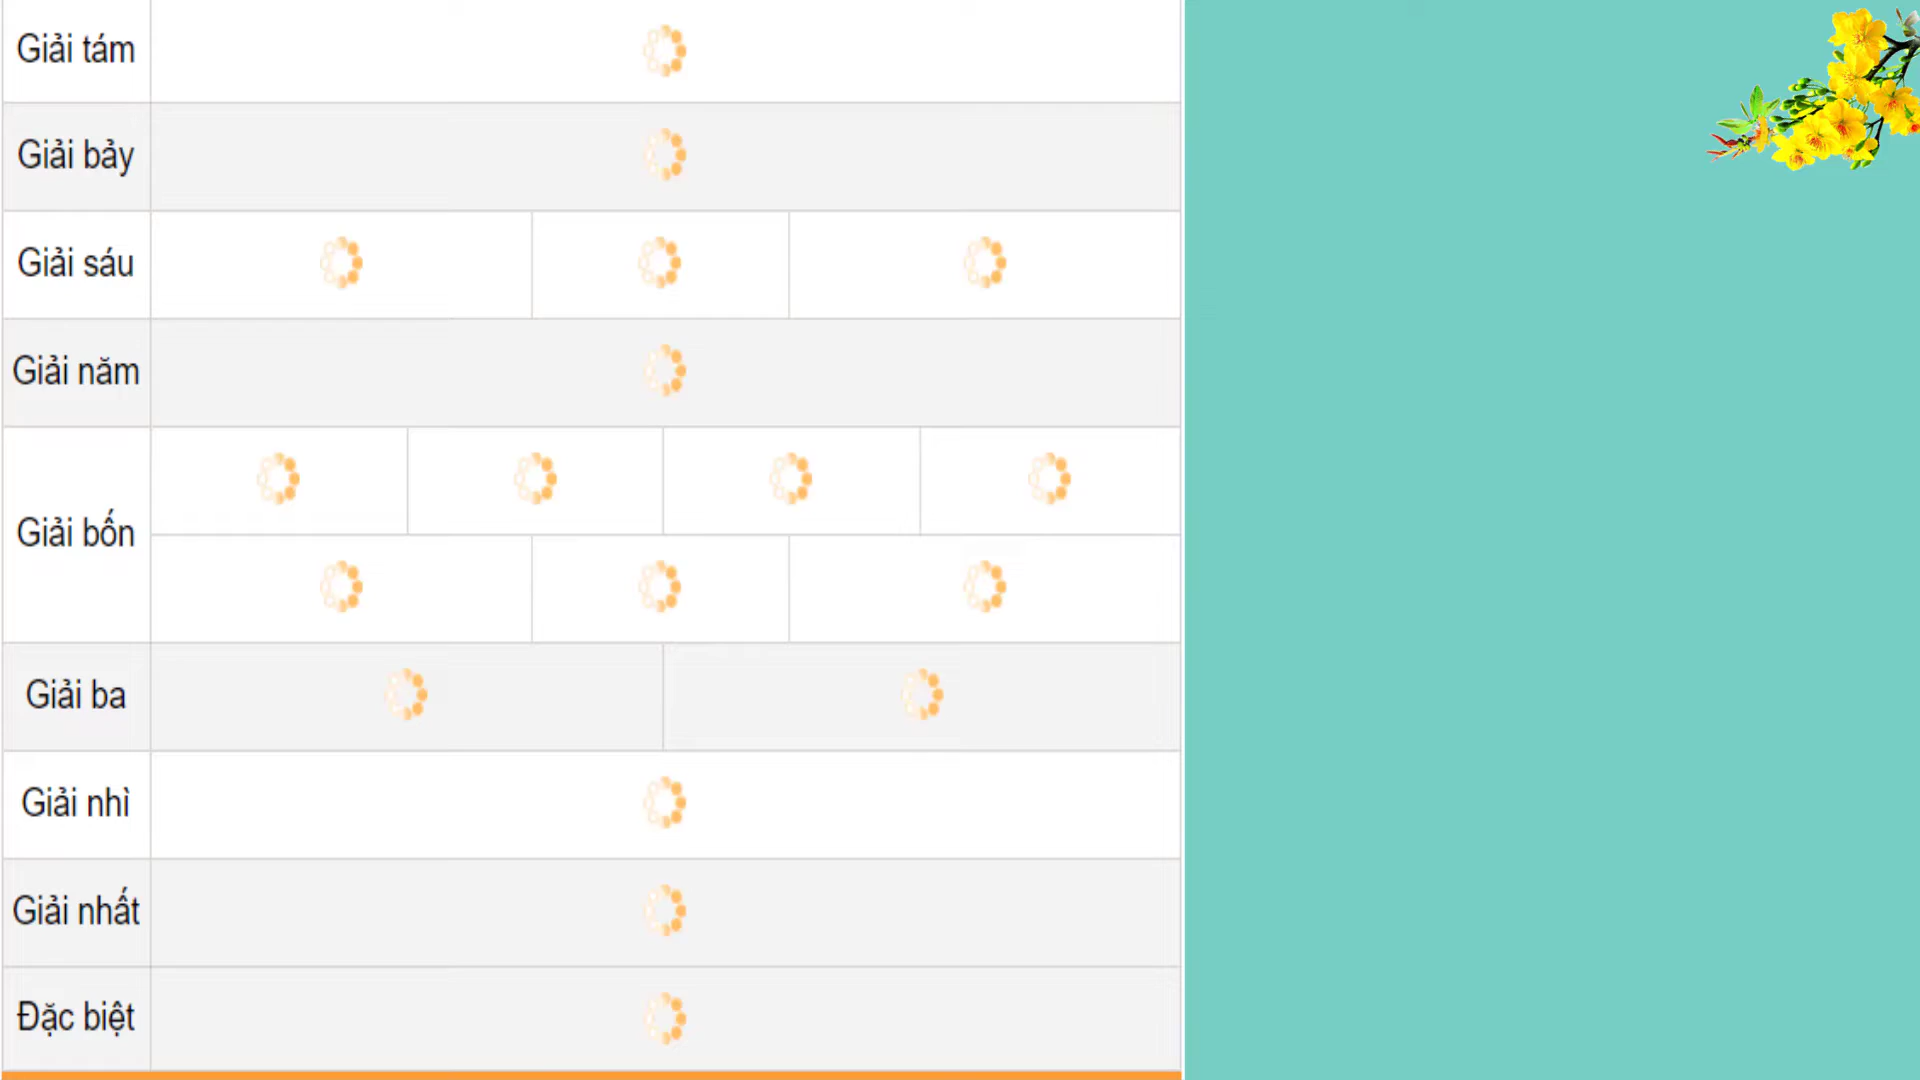 Giải tám
Giải bảy
Giải sáu
Giải năm
Giải bốn
Giải ba
Giải nhì
Giải nhất
Đặc biệt